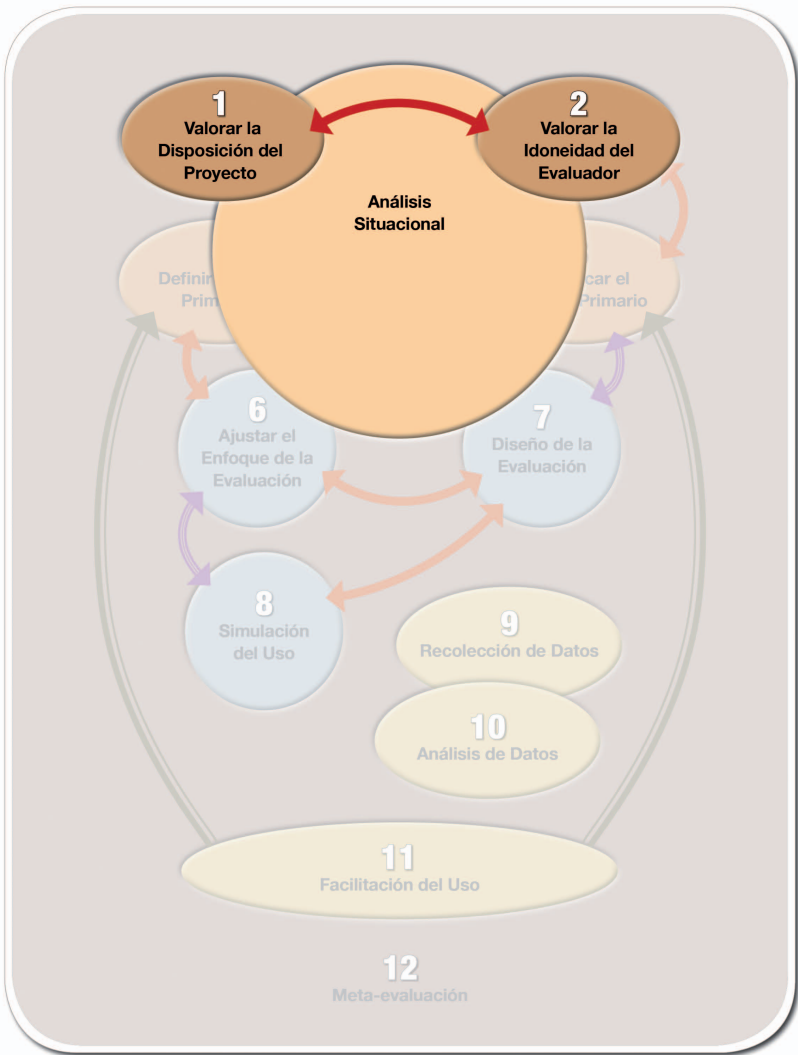 1
Valorar la
Disposición del
Proyecto
2
Valorar la
Idoneidad del
Evaluador
Análisis
Situacional
Primario
6
Ajustar el
Enfoque de la
Evaluación
7
Diseño de la
Evaluación
8
Simulación
del Uso
9
Recolección de Datos
10
Análisis de Datos
11
Facilitación del Uso
12
Meta-evaluación